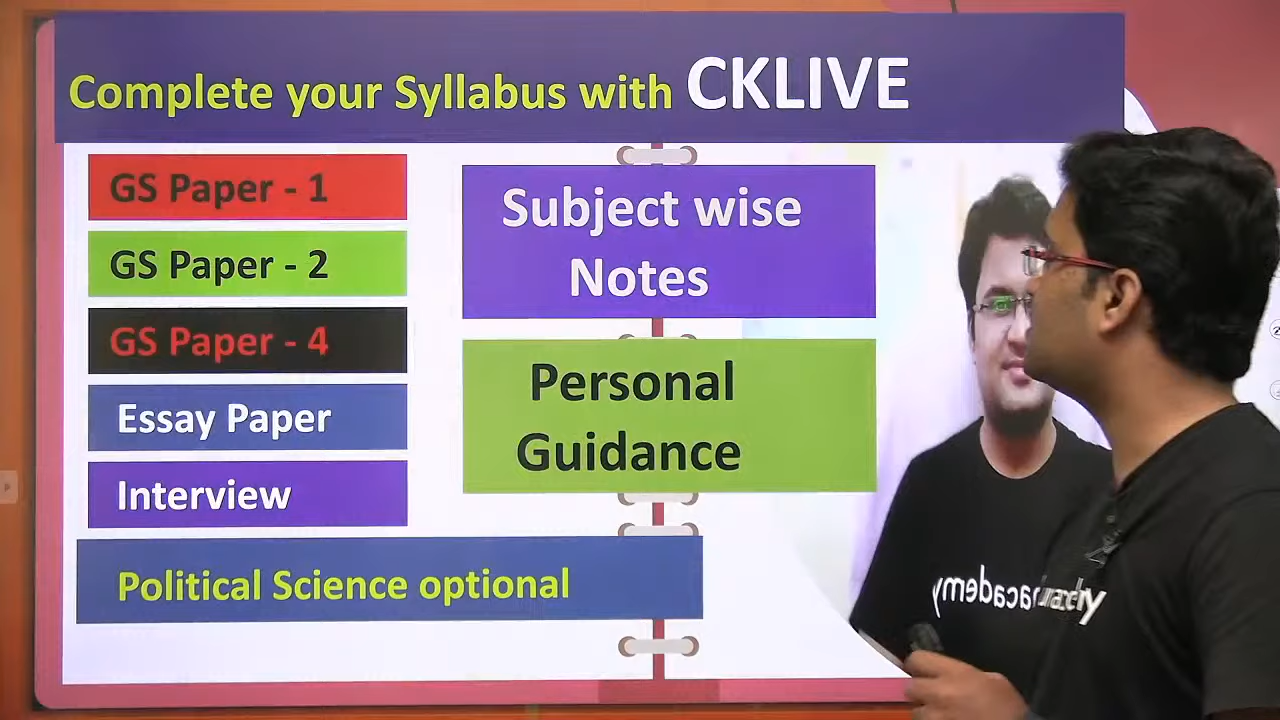 Complete your Syllabus with CKLIVE
GS Paper - 1
GS Paper - 2
GS Paper - 4
Essay Paper
Interview
Political Science optional
Subject wise
Notes
Personal
Guidance